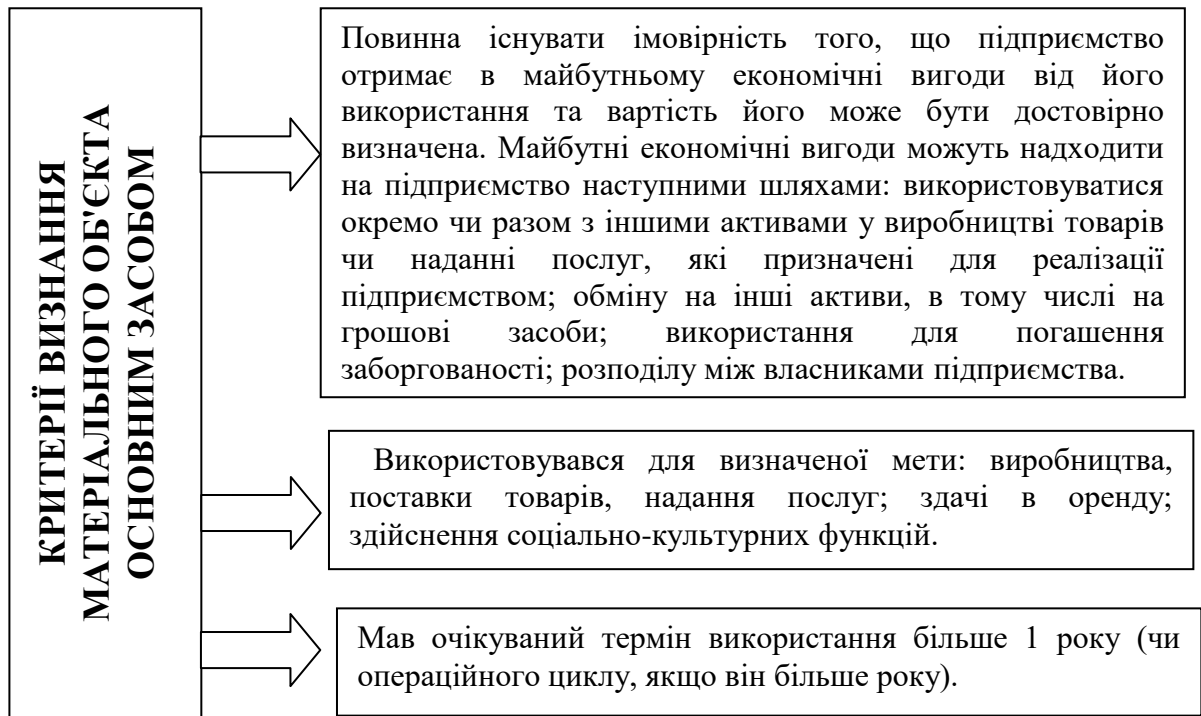 КРИТЕРІЇ ВИЗНАННЯ
МАТЕРІАЛЬНОГО ОБ'ЄКТА
ОСНОВНИМ ЗАСОБОМ
Повинна існувати імовірність того, що підприємство
отримає в майбутньому економічні вигоди від його
використання та вартість його може бути достовірно
визначена. Майбутні економічні вигоди можуть надходити
на підприємство наступними шляхами: використовуватися
окремо чи разом з іншими активами у виробництві товарів
чи наданні послуг, які призначені для реалізації
підприємством; обміну на інші активи, в тому числі на
грошові засоби; використання для погашення
заборгованості; розподілу між власниками підприємства.
Використовувався для визначеної мети: виробництва,
поставки товарів, надання послуг; здачі в оренду;
здійснення соціально-культурних функцій.
Мав очікуваний термін використання більше 1 року (чи
операційного циклу, якщо він більше року).